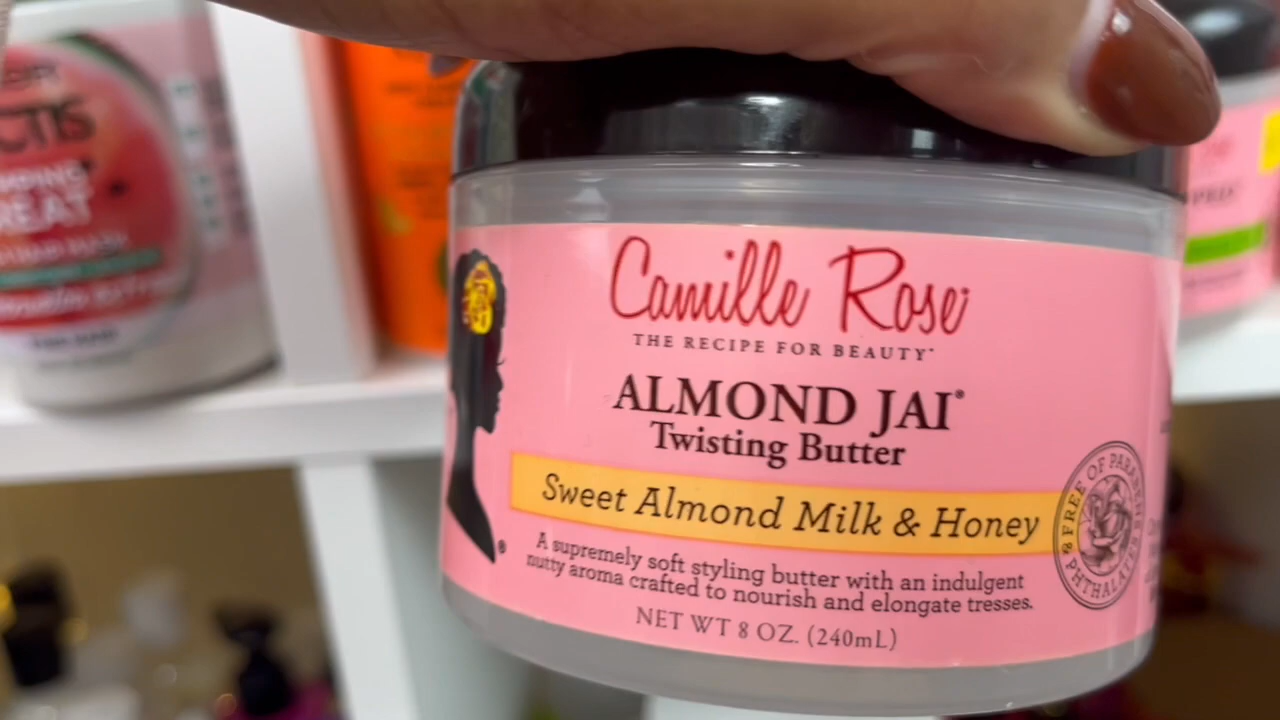 Camille Rose
THE RECIPE FOR BEAUTY
ALMOND JAI®
Twisting Butter
Sweet Almond Milk & Honey
A supremely soft styling butter with an indulgent
nutty aroma crafted to nourish and elongate tresses.
NET WT 8 OZ. (240mL)
FREE OF PARABENS & PHTHALATES
®